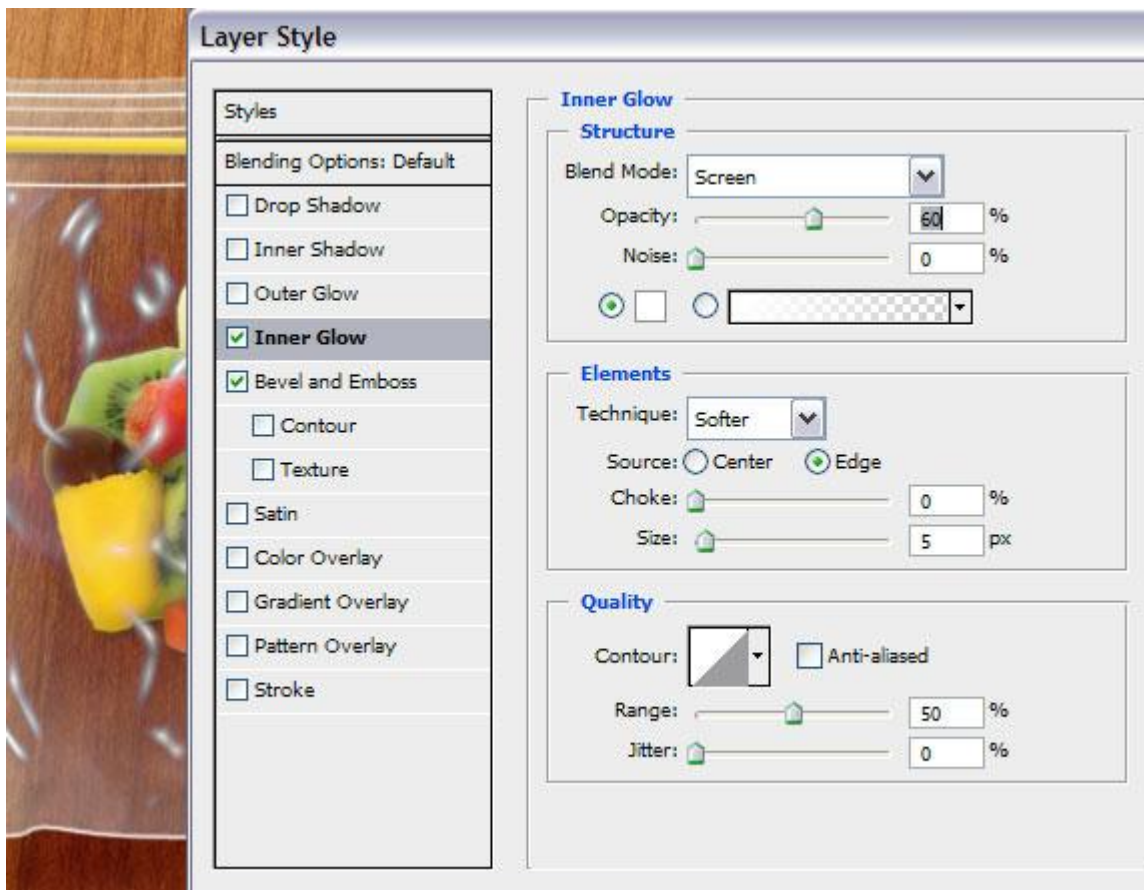 Layer Style
Styles
Blending Options: Default
Drop Shadow
Inner Shadow
Outer Glow
Inner Glow
Bevel and Emboss
Contour
Texture
Satin
Color Overlay
Gradient Overlay
Pattern Overlay
Stroke
Inner Glow
Structure
Blend Mode: Screen
Opacity: 60 %
Noise: 0 %
Elements
Technique: Softer
Source: Center Edge
Choke: 0 %
Size: 5 px
Quality
Contour: Anti-aliased
Range: 50 %
Jitter: 0 %